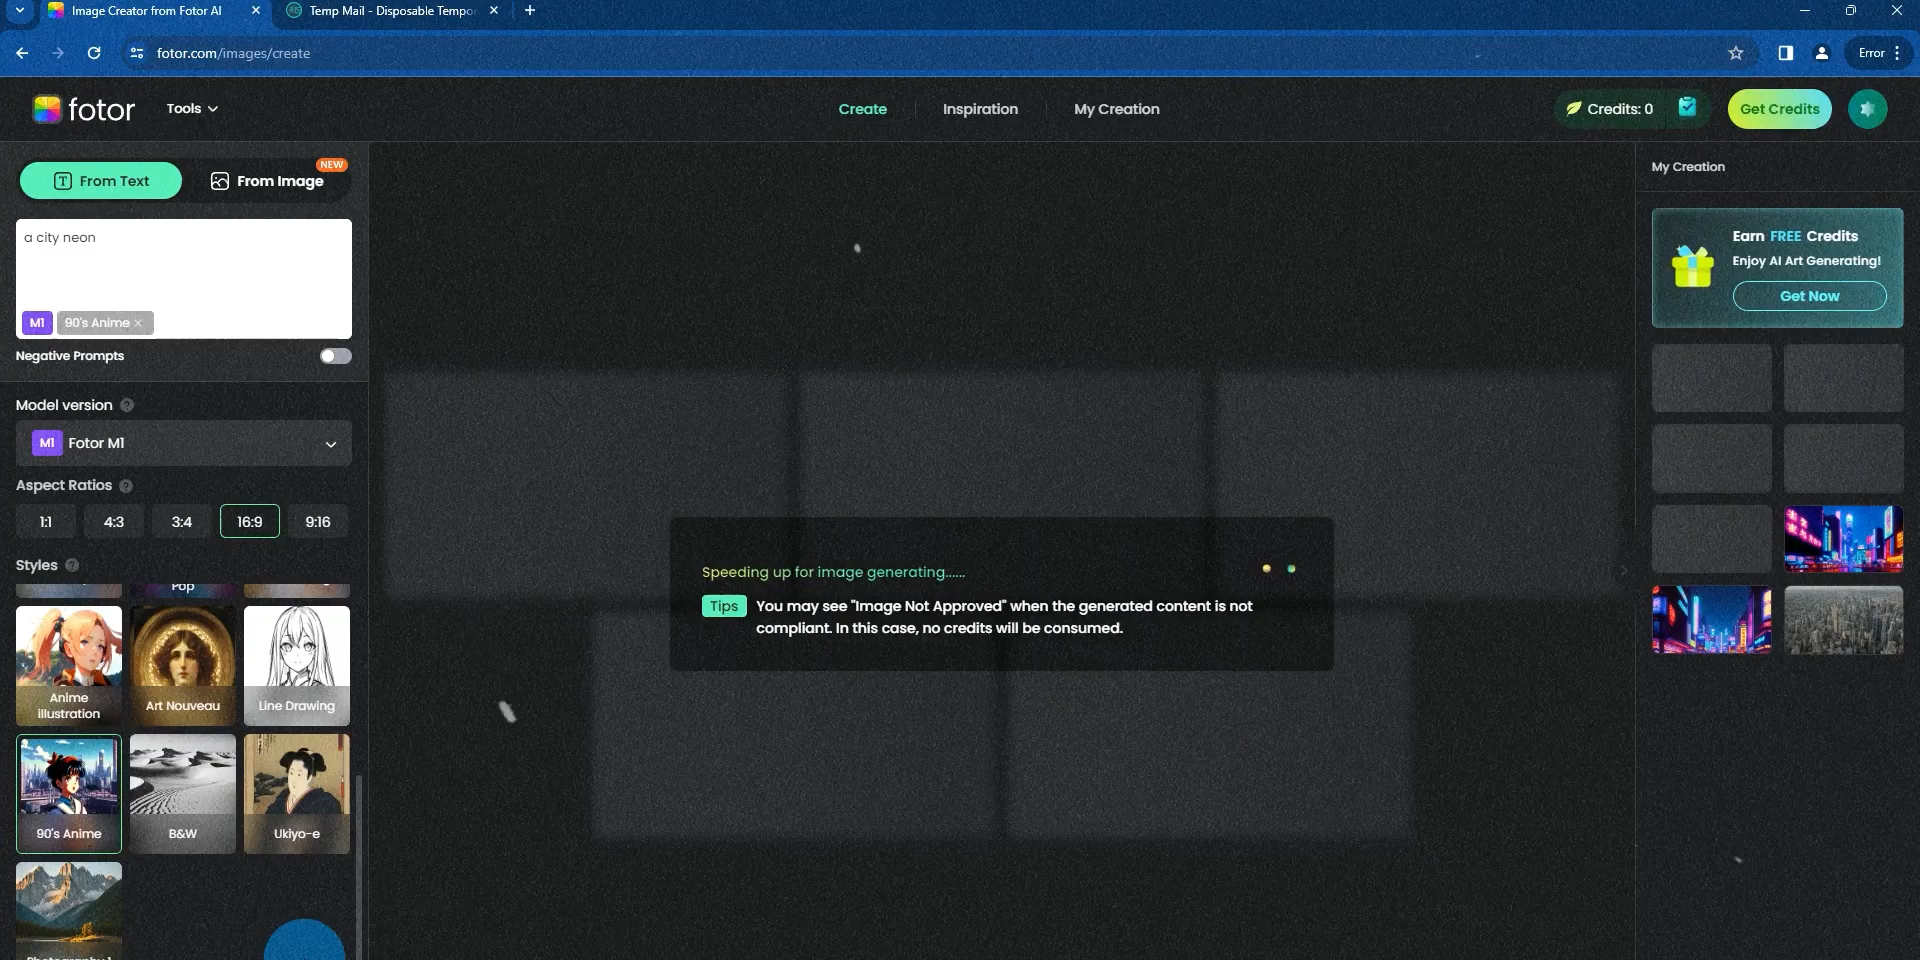 Image Creator from Fotor AI
Temp Mail - Disposable Tempo
fotor.com/images/create
Error
fotor
Tools
Create
Inspiration
My Creation
Credits: 0
Get Credits
From Text
From Image
NEW
a city neon
M1
90's Anime
Negative Prompts
Model version
M1 Fotor M1
Aspect Ratios
1:1 4:3 3:4 16:9 9:16
Styles
Pop
Anime
illustration
Art Nouveau
Line Drawing
90's Anime
B&W
Ukiyo-e
Photography 1
Speeding up for image generating......
Tips You may see "Image Not Approved" when the generated content is not
compliant. In this case, no credits will be consumed.
My Creation
Earn FREE Credits
Enjoy AI Art Generating!
Get Now